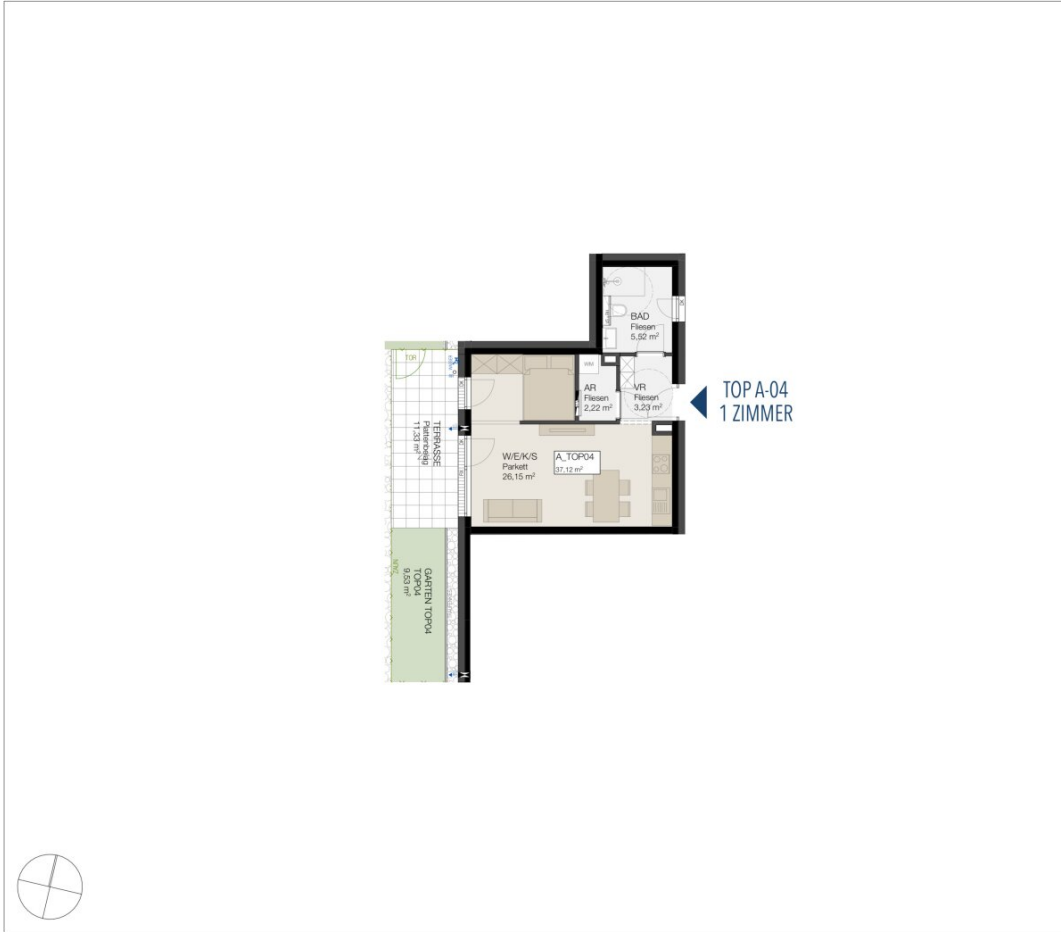 BAD
Fliesen
5,52 m²
TOR
WM
AR
Fliesen
2,22 m²
VR
Fliesen
3,23 m²
TOP A-04
1 ZIMMER
TERRASSE
Plattenbelag
11,33 m²
W/E/K/S
Parkett
26,15 m²
A_TOP04
37,12 m²
GARTEN TOP04
TOP04
9,53 m²